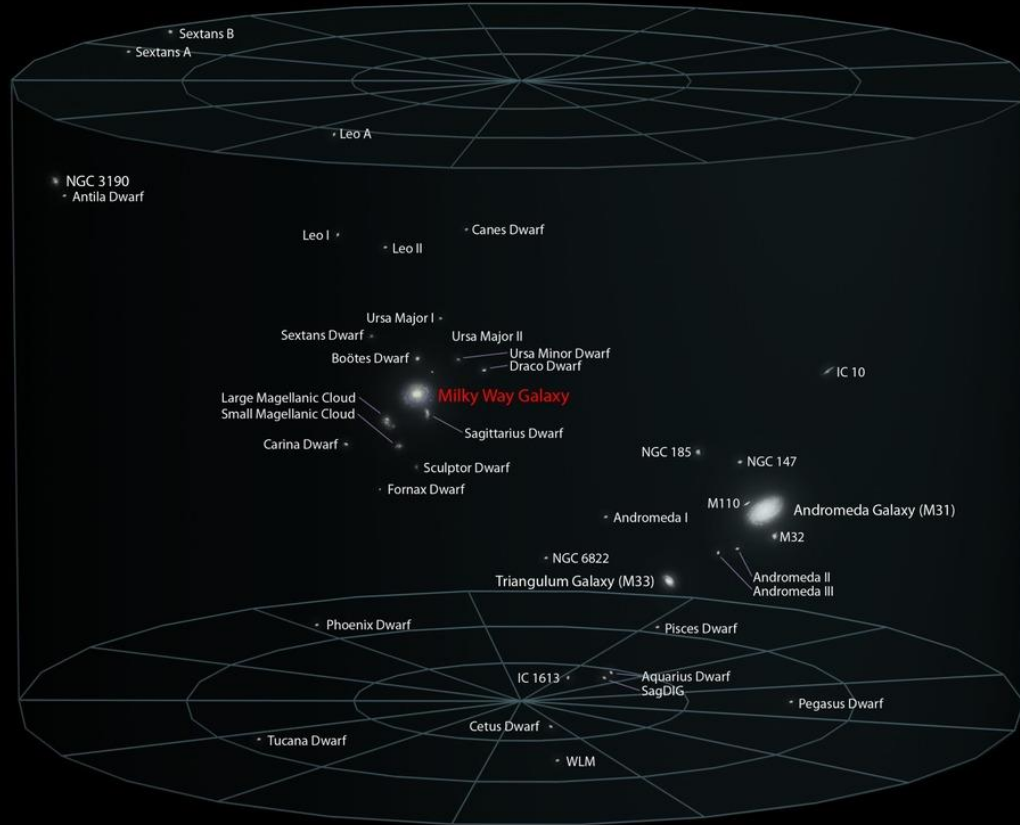 Sextans B
Sextans A
Leo A
NGC 3190
Antila Dwarf
Canes Dwarf
Leo I
Leo II
Ursa Major I
Sextans Dwarf
Ursa Major II
Boötes Dwarf
Ursa Minor Dwarf
Draco Dwarf
IC 10
Milky Way Galaxy
Large Magellanic Cloud
Small Magellanic Cloud
Sagittarius Dwarf
Carina Dwarf
NGC 185
NGC 147
Sculptor Dwarf
Fornax Dwarf
M110
Andromeda Galaxy (M31)
Andromeda I
M32
NGC 6822
Triangulum Galaxy (M33)
Andromeda II
Andromeda III
Phoenix Dwarf
Pisces Dwarf
IC 1613
Aquarius Dwarf
SagDIG
Pegasus Dwarf
Cetus Dwarf
Tucana Dwarf
WLM